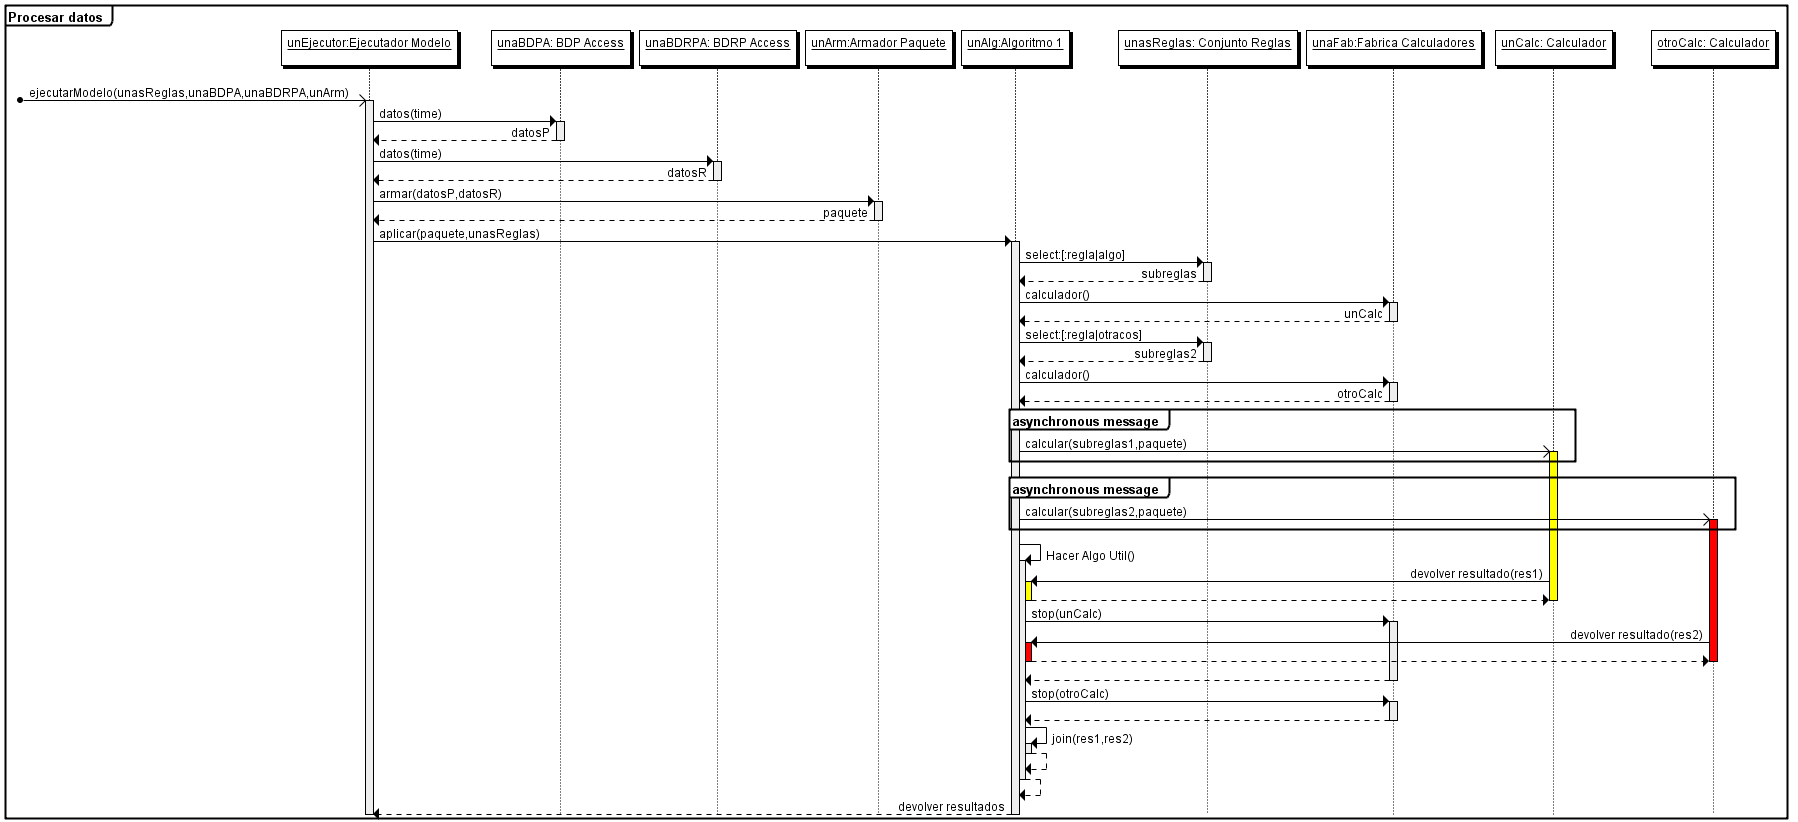 Procesar datos
unEjecutor:Ejecutador Modelo
unaBDPA: BDP Access
unaBDRPA: BDRP Access
unArm:Armador Paquete
unAlg:Algoritmo 1
unasReglas: Conjunto Reglas
unaFab:Fabrica Calculadores
unCalc: Calculador
otroCalc: Calculador
ejecutarModelo(unasReglas,unaBDPA,unaBDRPA,unArm)
datos(time)
datosP
datos(time)
datosR
armar(datosP,datosR)
paquete
aplicar(paquete,unasReglas)
select:[:regla|algo]
subreglas
calculador()
unCalc
select:[:regla|otracos]
subreglas2
calculador()
otroCalc
asynchronous message
calcular(subreglas1,paquete)
asynchronous message
calcular(subreglas2,paquete)
Hacer Algo Util()
devolver resultado(res1)
stop(unCalc)
devolver resultado(res2)
stop(otroCalc)
join(res1,res2)
devolver resultados